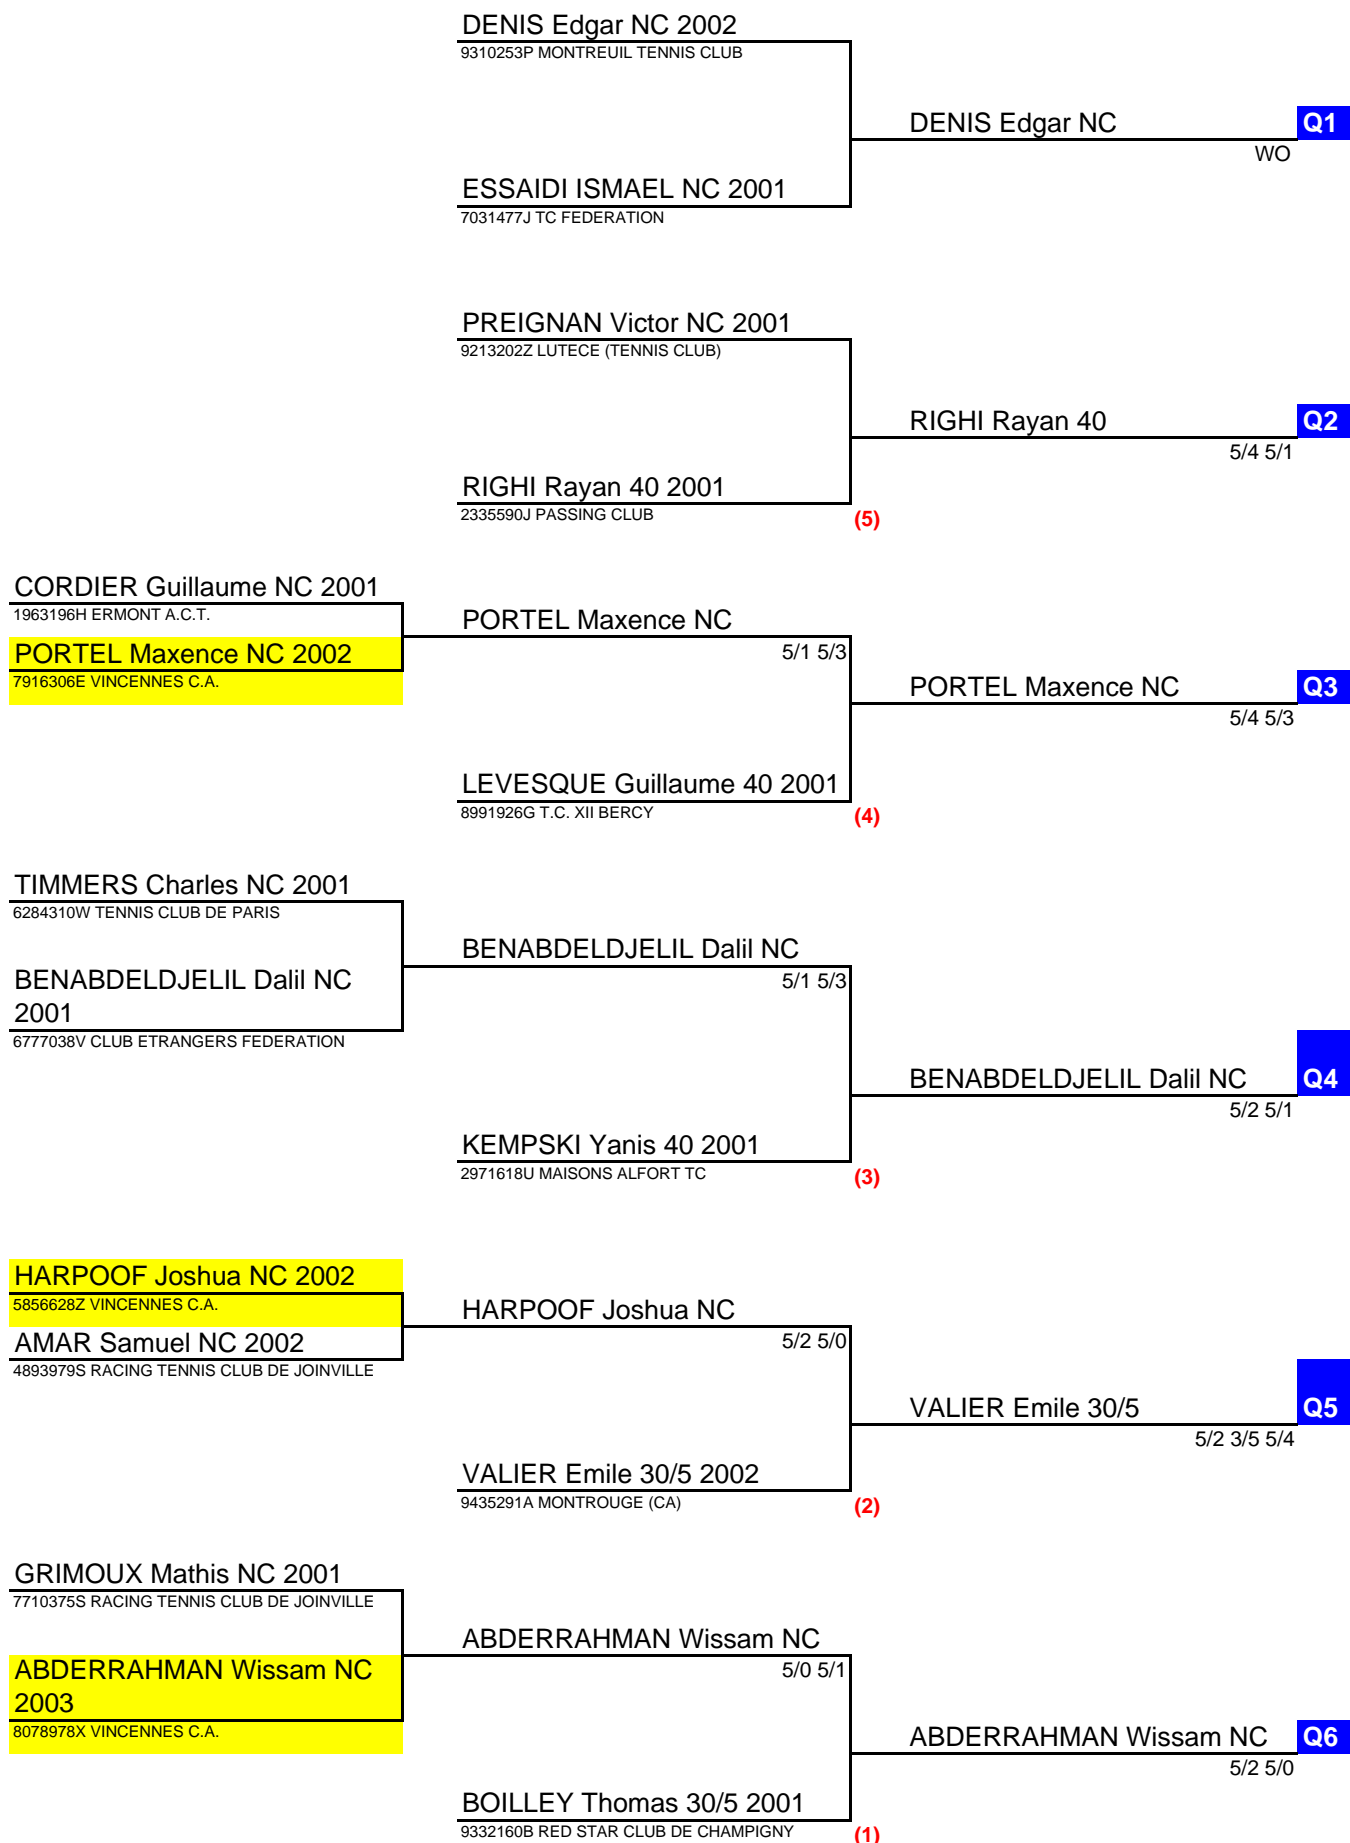 DENIS Edgar NC 2002
9310253P MONTREUIL TENNIS CLUB
DENIS Edgar NC
Q1
WO
ESSAIDI ISMAEL NC 2001
7031477J TC FEDERATION
PREIGNAN Victor NC 2001
9213202Z LUTECE (TENNIS CLUB)
RIGHI Rayan 40
Q2
5/4 5/1
RIGHI Rayan 40 2001
2335590J PASSING CLUB
(5)
CORDIER Guillaume NC 2001
1963196H ERMONT A.C.T.
PORTEL Maxence NC
PORTEL Maxence NC 2002
5/1 5/3
7916306E VINCENNES C.A.
PORTEL Maxence NC
Q3
5/4 5/3
LEVESQUE Guillaume 40 2001
8991926G T.C. XII BERCY
(4)
TIMMERS Charles NC 2001
6284310W TENNIS CLUB DE PARIS
BENABDELDJELIL Dalil NC
5/1 5/3
BENABDELDJELIL Dalil NC
2001
6777038V CLUB ETRANGERS FEDERATION
BENABDELDJELIL Dalil NC
Q4
5/2 5/1
KEMPSKI Yanis 40 2001
2971618U MAISONS ALFORT TC
(3)
HARPOOF Joshua NC 2002
5856628Z VINCENNES C.A.
HARPOOF Joshua NC
AMAR Samuel NC 2002
5/2 5/0
4893979S RACING TENNIS CLUB DE JOINVILLE
VALIER Emile 30/5
Q5
5/2 3/5 5/4
VALIER Emile 30/5 2002
9435291A MONTROUGE (CA)
(2)
GRIMOUX Mathis NC 2001
7710375S RACING TENNIS CLUB DE JOINVILLE
ABDERRAHMAN Wissam NC
5/0 5/1
ABDERRAHMAN Wissam NC
2003
8078978X VINCENNES C.A.
ABDERRAHMAN Wissam NC
Q6
5/2 5/0
BOILLEY Thomas 30/5 2001
9332160B RED STAR CLUB DE CHAMPIGNY
(1)